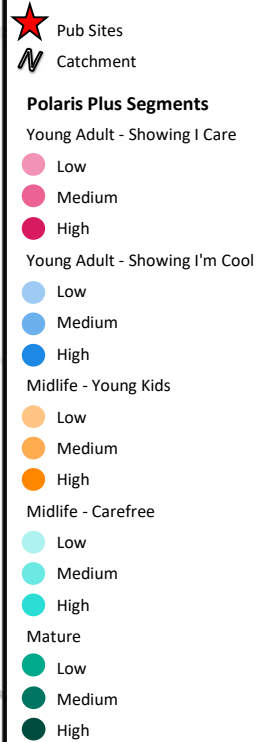 Pub Sites
Catchment
Polaris Plus Segments
Young Adult - Showing I Care
Low
Medium
High
Young Adult - Showing I'm Cool
Low
Medium
High
Midlife - Young Kids
Low
Medium
High
Midlife - Carefree
Low
Medium
High
Mature
Low
Medium
High